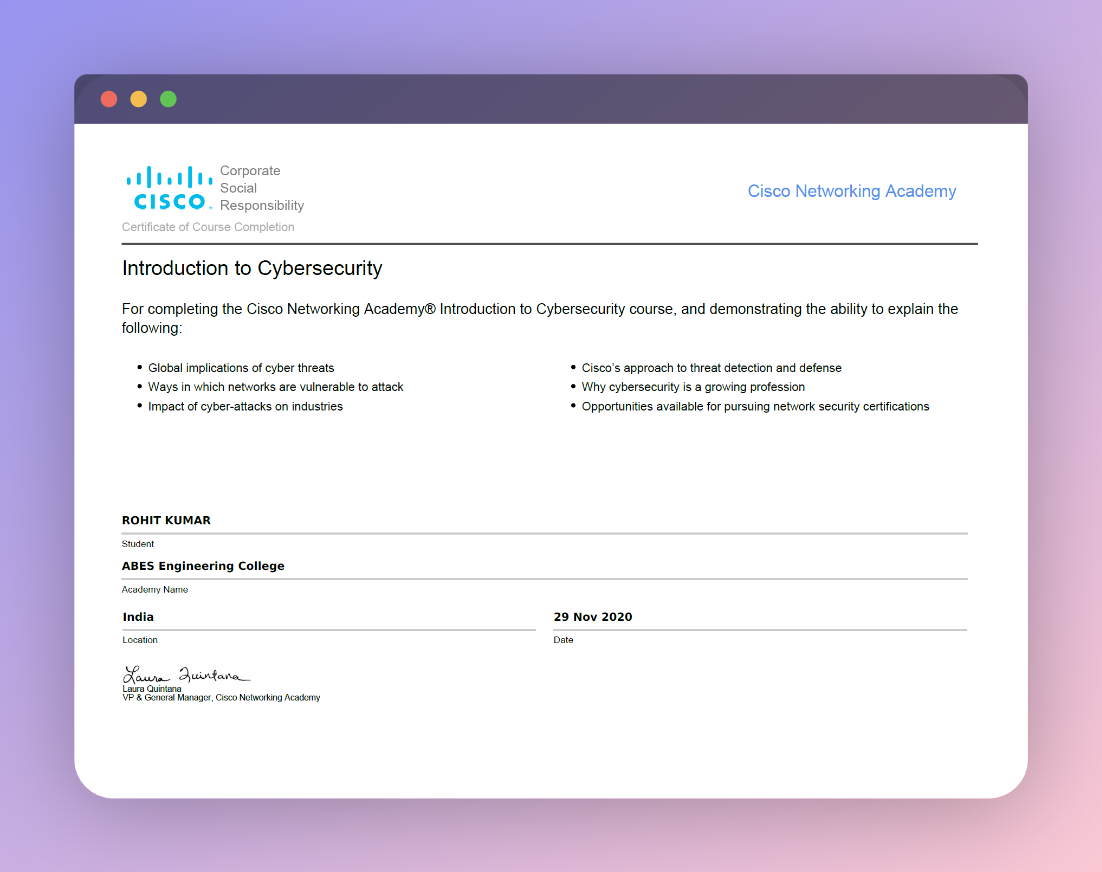 CISCO
Corporate
Social
Responsibility
Cisco Networking Academy
Certificate of Course Completion
Introduction to Cybersecurity
For completing the Cisco Networking Academy® Introduction to Cybersecurity course, and demonstrating the ability to explain the
following:
• Global implications of cyber threats
• Ways in which networks are vulnerable to attack
• Impact of cyber-attacks on industries
• Cisco's approach to threat detection and defense
• Why cybersecurity is a growing profession
• Opportunities available for pursuing network security certifications
ROHIT KUMAR
Student
ABES Engineering College
Academy Name
India
Location
29 Nov 2020
Date
Laura Quintana
Laura Quintana
VP & General Manager, Cisco Networking Academy